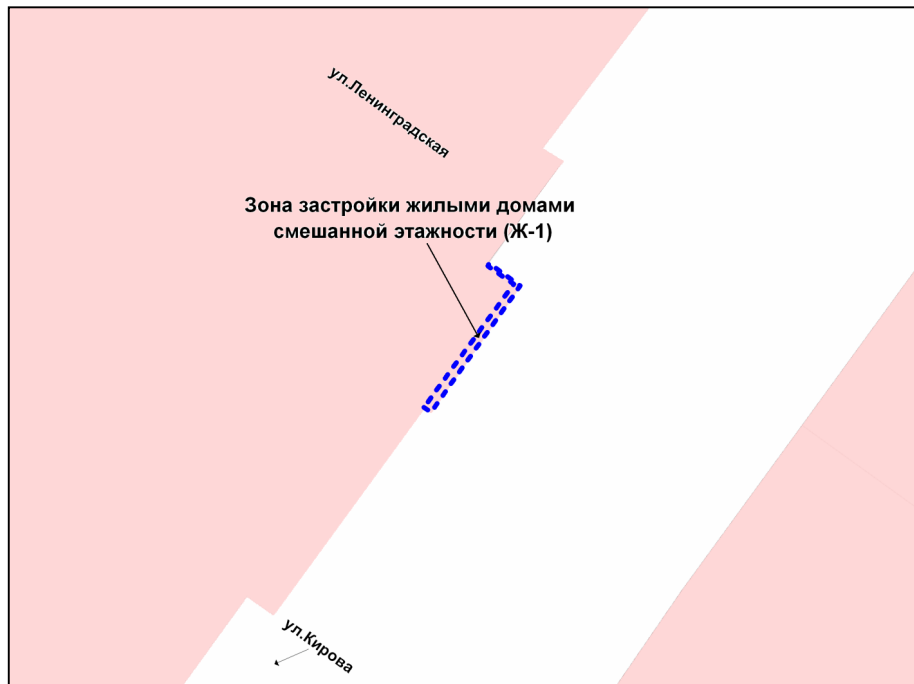 ул.Ленинградская
Зона застройки жилыми домами
смешанной этажности (Ж-1)
ул.Кирова